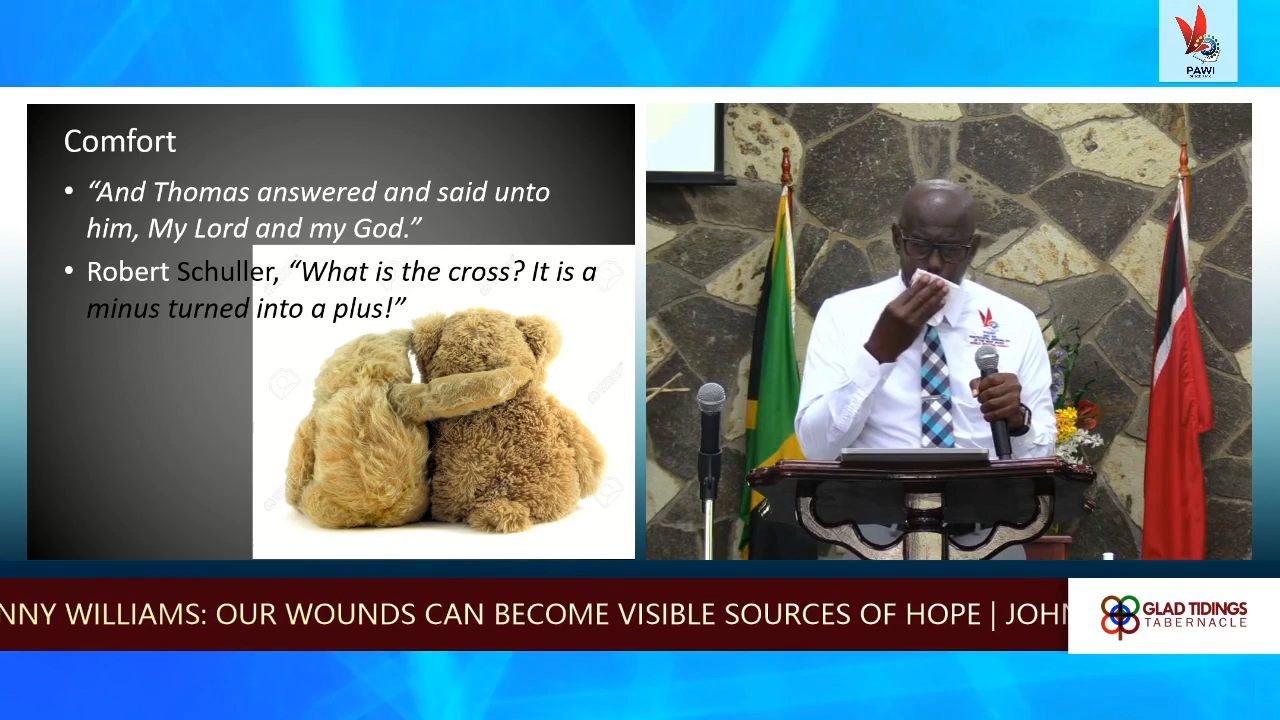 PAWI
Comfort
• “And Thomas answered and said unto
him, My Lord and my God.”
• Robert Schuller, “What is the cross? It is a
minus turned into a plus!”
NNY WILLIAMS: OUR WOUNDS CAN BECOME VISIBLE SOURCES OF HOPE | JOHN
GLAD TIDINGS
TABERNACLE